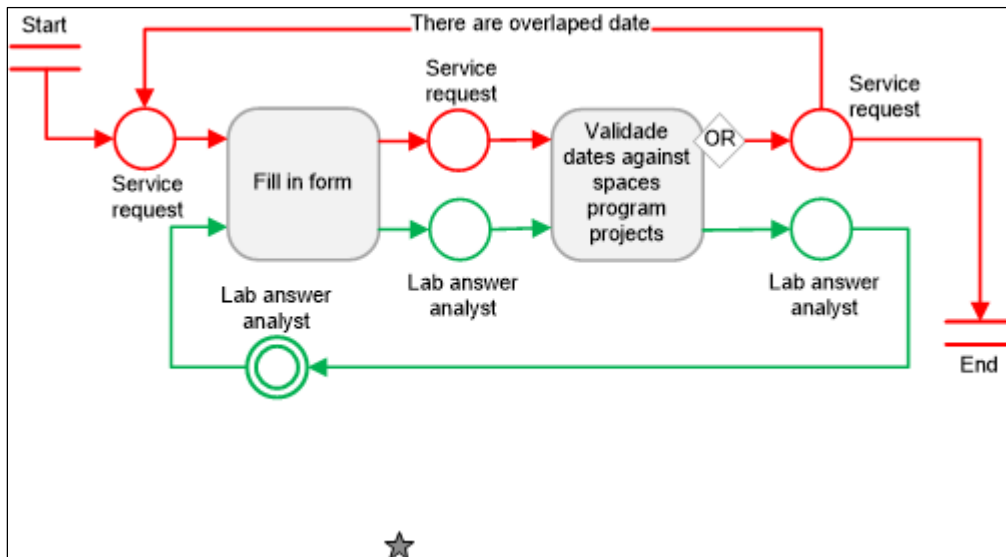 Start
There are overlaped date
Service
request
Service
request
Validade
dates against
spaces
program
projects
OR
Fill in form
Service
request
Lab answer
analyst
Lab answer
analyst
Lab answer
analyst
End